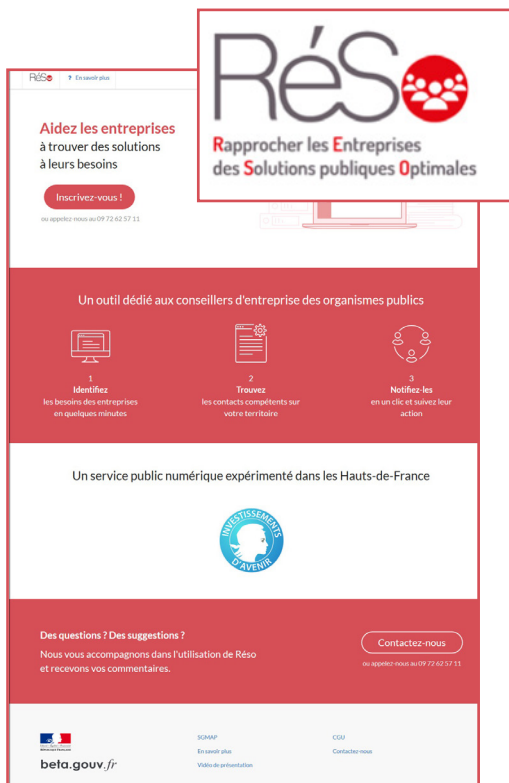 RéSo
Rapprocher les Entreprises
des Solutions publiques Optimales
RéSo
? En savoir plus
Aidez les entreprises
à trouver des solutions
à leurs besoins
Inscrivez-vous !
ou appelez-nous au 09 72 62 57 11
Un outil dédié aux conseillers d'entreprise des organismes publics
1
Identifiez
les besoins des entreprises
en quelques minutes
2
Trouvez
les contacts compétents sur
votre territoire
3
Notifiez-les
en un clic et suivez leur
action
Un service public numérique expérimenté dans les Hauts-de-France
INVESTISSEMENTS
D'AVENIR
Des questions ? Des suggestions ?
Nous vous accompagnons dans l'utilisation de Réso
et recevons vos commentaires.
Contactez-nous
ou appelez-nous au 09 72 62 57 11
beta.gouv.fr
SGMAP
En savoir plus
Vidéo de présentation
CGU
Contactez-nous